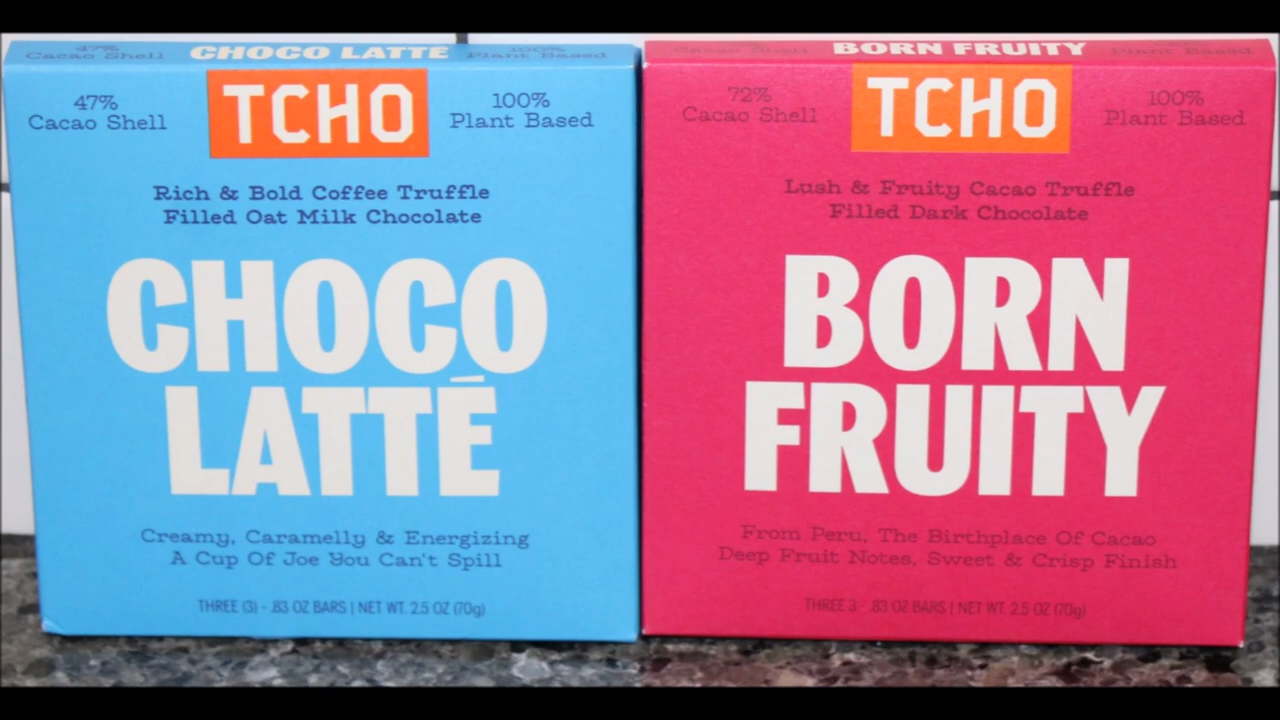 47%
Cacao Shell
CHOCO LATTE
100%
Plant Based
47%
Cacao Shell
TCHO
100%
Plant Based
Rich & Bold Coffee Truffle
Filled Oat Milk Chocolate
CHOCO
LATTÉ
Creamy, Caramelly & Energizing
A Cup Of Joe You Can't Spill
THREE (3) - .83 OZ BARS | NET WT. 2.5 OZ (70g)
Cacao Shell
BORN FRUITY
Plant Based
72%
Cacao Shell
TCHO
100%
Plant Based
Lush & Fruity Cacao Truffle
Filled Dark Chocolate
BORN
FRUITY
From Peru, The Birthplace Of Cacao
Deep Fruit Notes, Sweet & Crisp Finish
THREE 3 - .83 OZ BARS | NET WT. 2.5 OZ (70g)